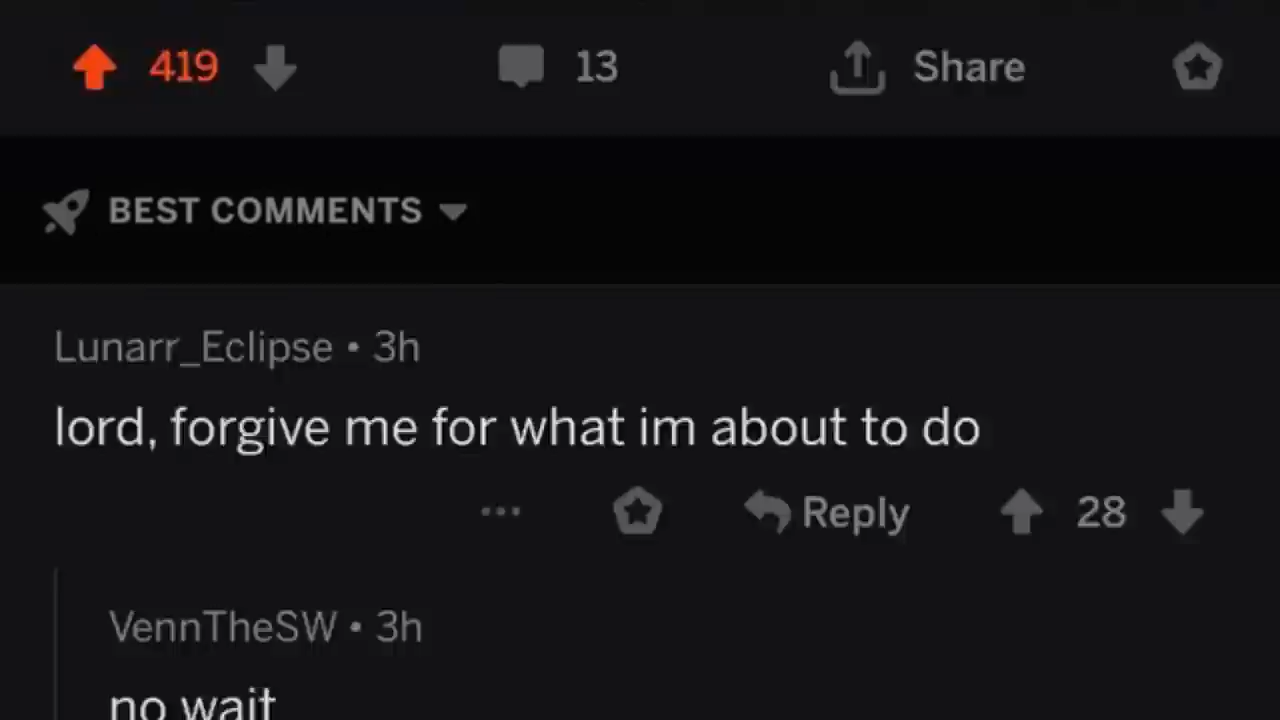 419 13 Share
BEST COMMENTS
Lunarr_Eclipse • 3h
lord, forgive me for what im about to do
... Reply 28
VennTheSW • 3h
no wait